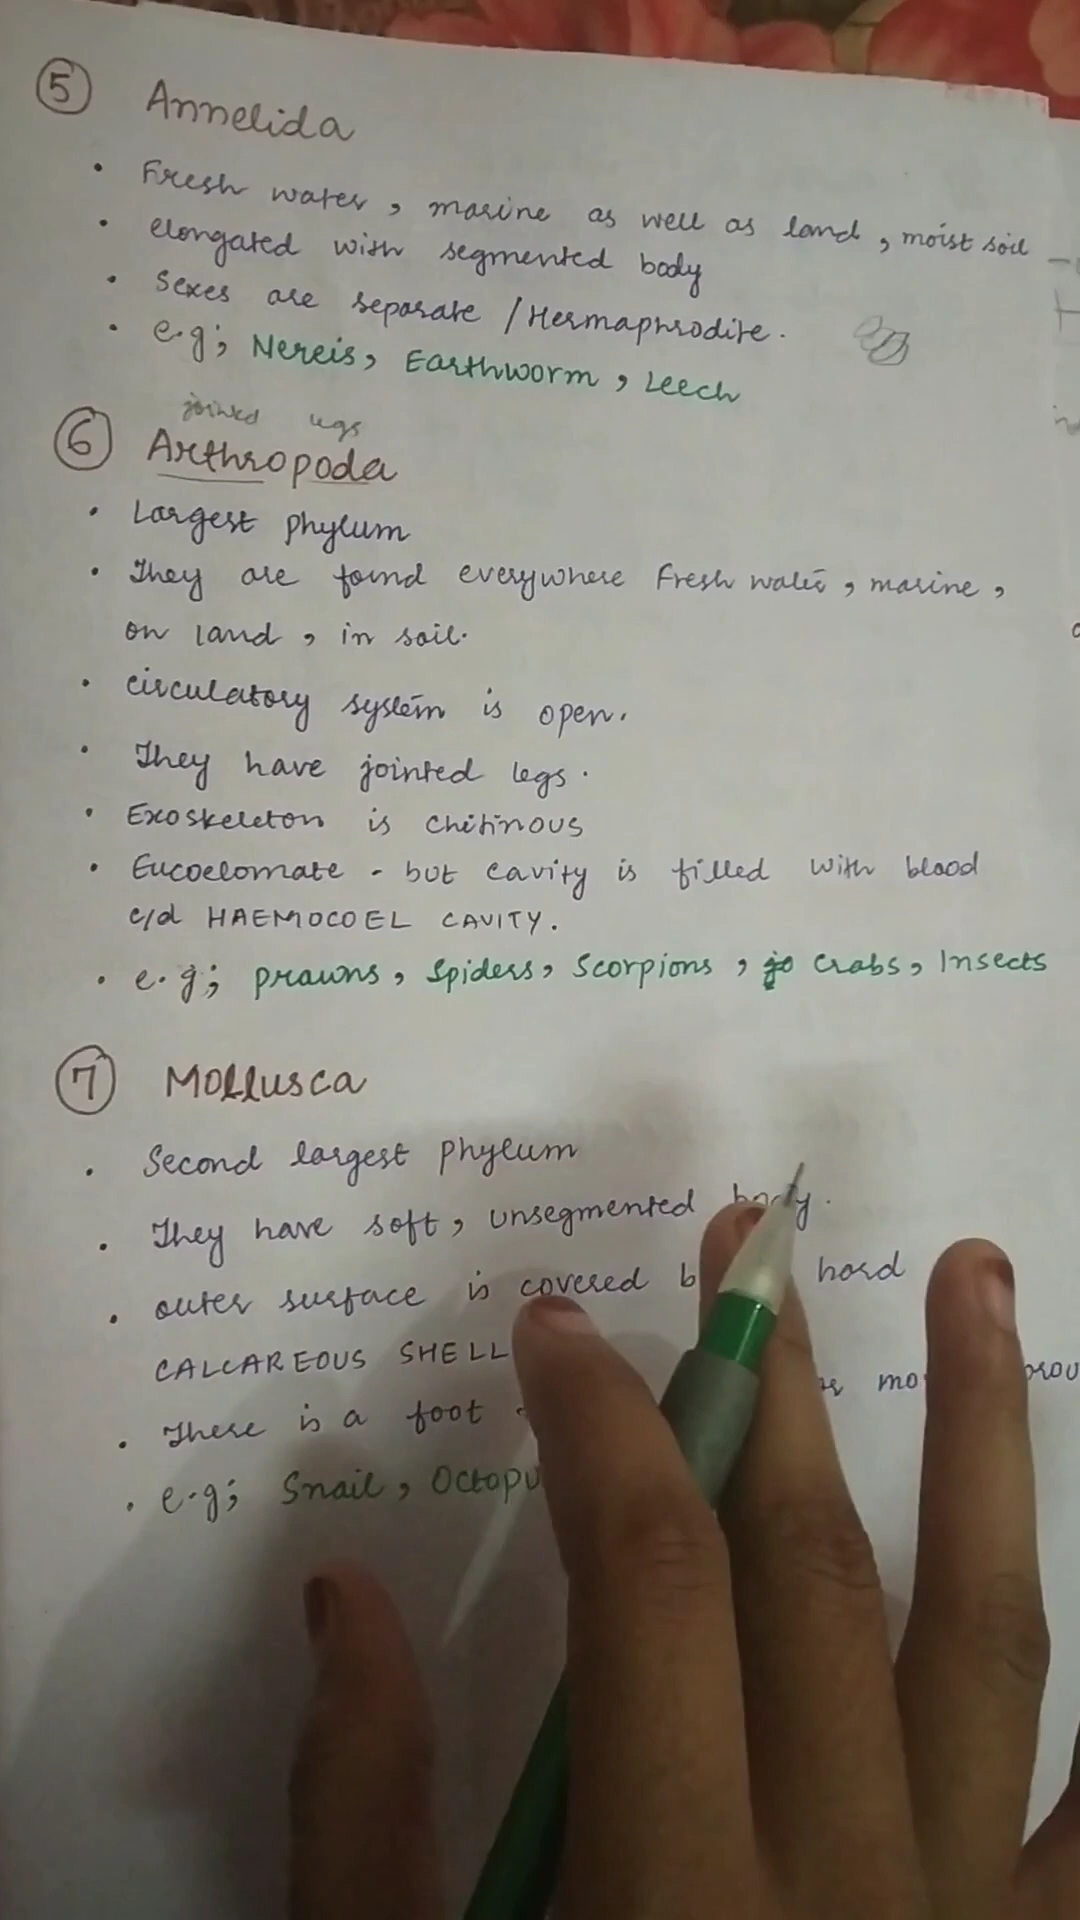 5 Annelida
• Fresh water, marine as well as land, moist soil
• elongated with segmented body
• Sexes are separate / Hermaphrodite.
• e.g; Nereis, Earthworm, Leech
jointed legs
6 Arthropoda
• Largest phylum
• They are found everywhere Fresh water, marine,
on land, in soil.
• circulatory system is open.
• They have jointed legs.
• Exoskeleton is chitinous
• Eucoelomate - but cavity is filled with blood
c/d HAEMOCOEL CAVITY.
• e.g; prawns, Spiders, Scorpions, crabs, Insects
7 Mollusca
• Second largest phylum
• They have soft, unsegmented body.
• outer surface is covered hard
CALCAREOUS SHELL
• There is a foot
• e.g; Snail,